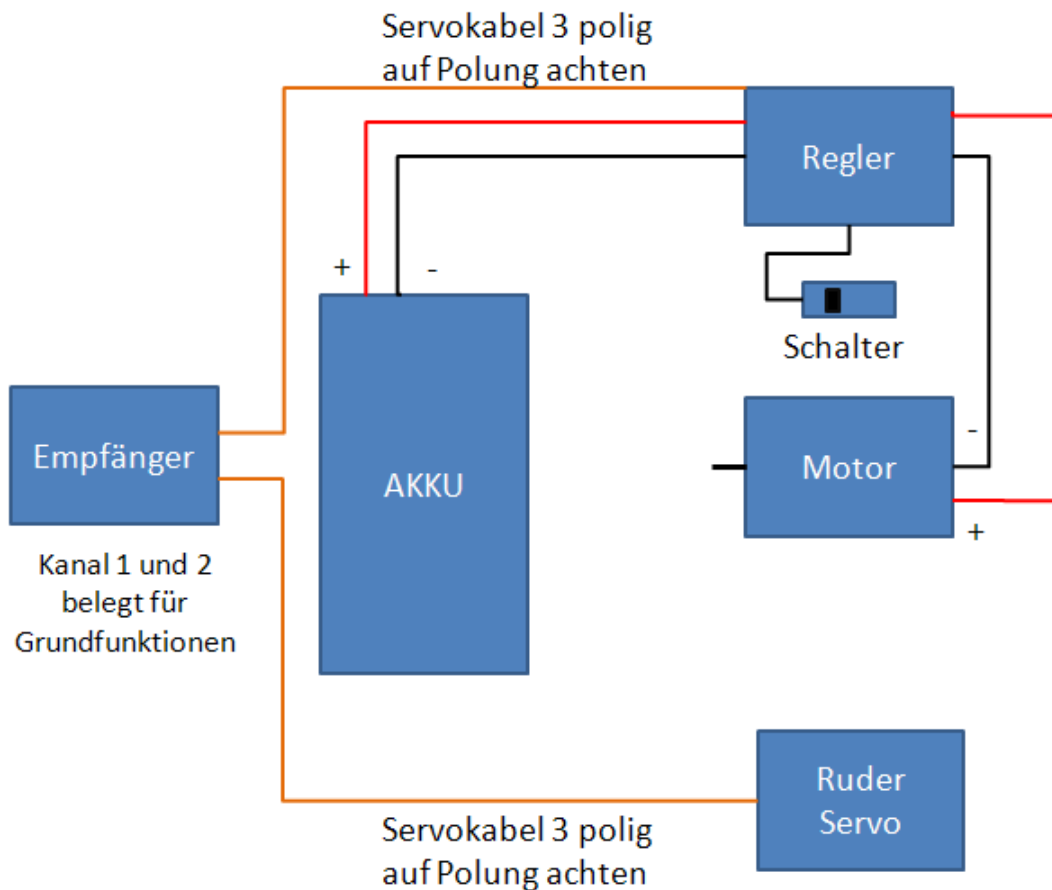 Servokabel 3 polig
auf Polung achten
Regler
+
-
Schalter
Empfänger
AKKU
Motor
-
+
Kanal 1 und 2
belegt für
Grundfunktionen
Ruder
Servo
Servokabel 3 polig
auf Polung achten